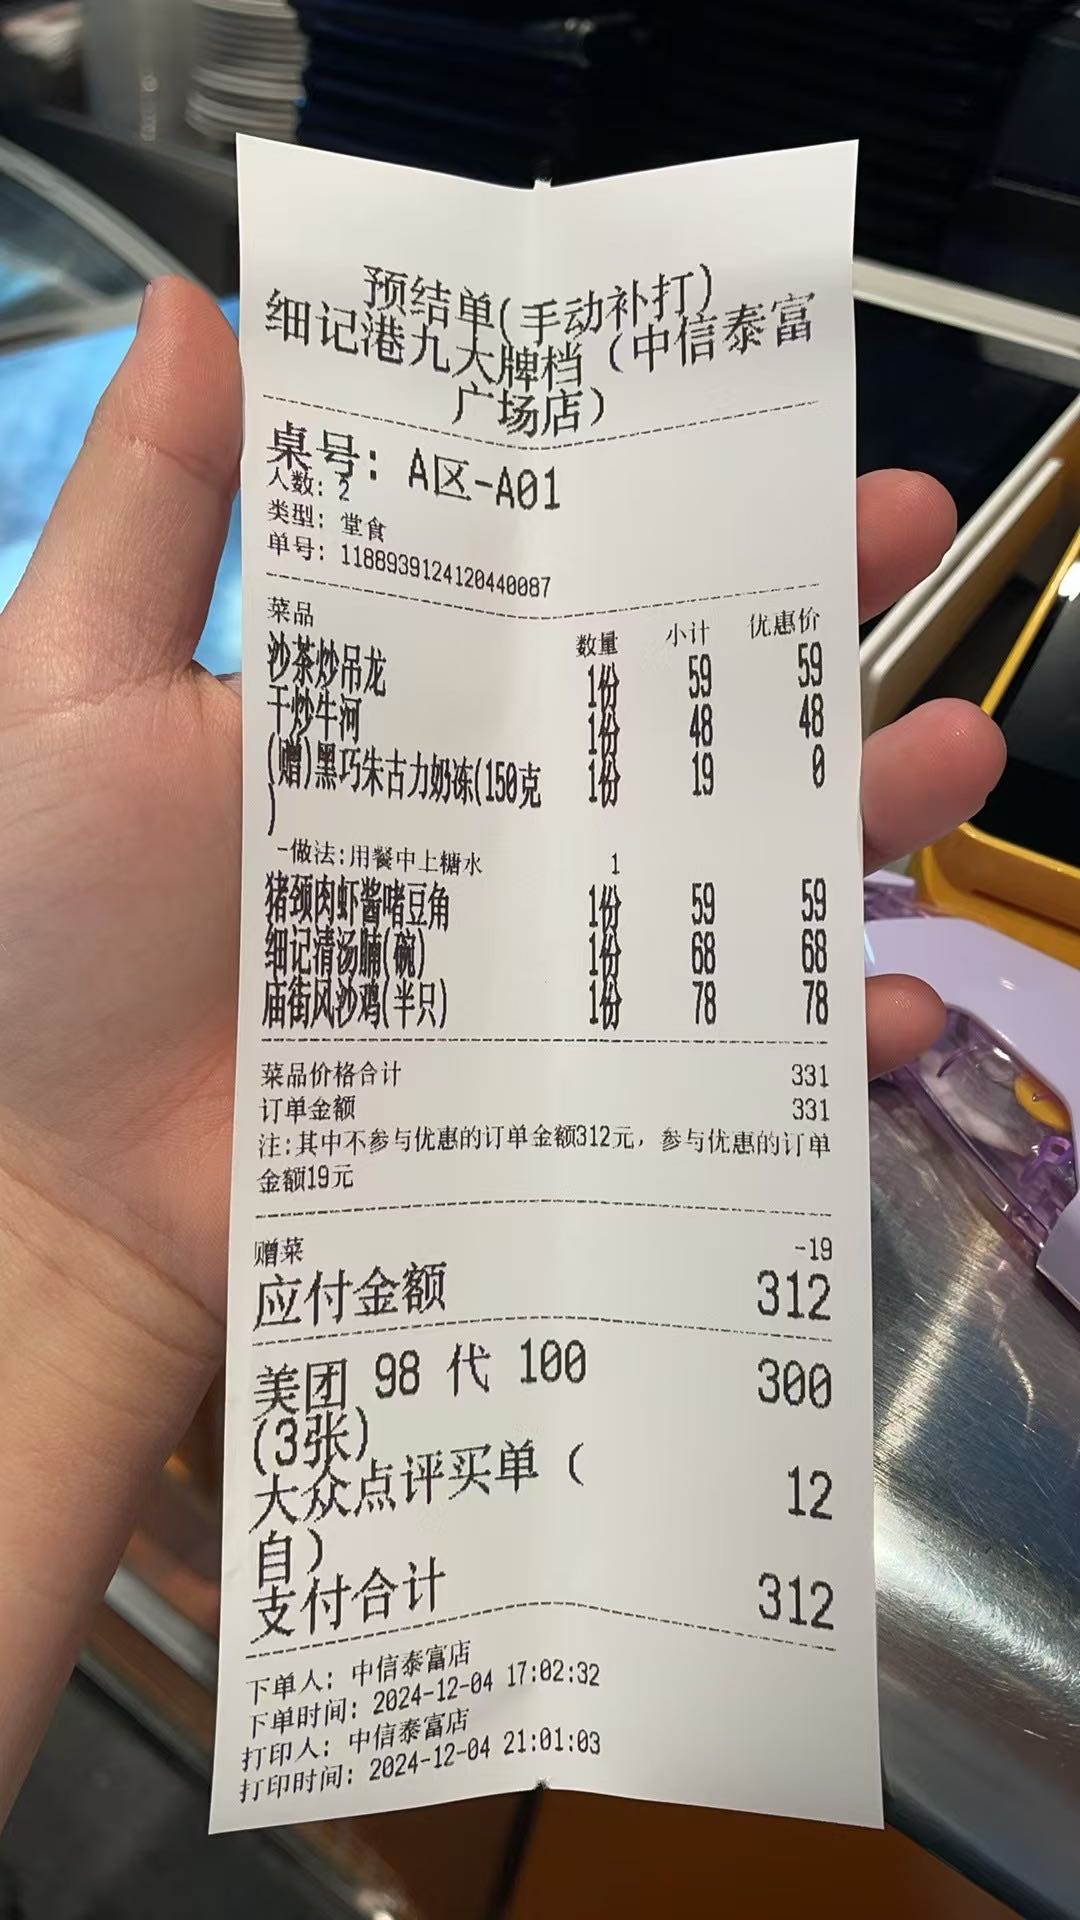 预结单(手动补打)
细记港九大牌档（中信泰富
广场店）
桌号: A区-A01
人数: 2
类型: 堂食
单号: 1188939124120440087
菜品 数量 小计 优惠价
沙茶炒吊龙 1份 59 59
干炒牛河 1份 48 48
(赠)黑巧朱古力奶冻(150克 1份 19 0
)
-做法:用餐中上糖水 1
猪颈肉虾酱啫豆角 1份 59 59
细记清汤腩(碗) 1份 68 68
庙街风沙鸡(半只) 1份 78 78
菜品价格合计 331
订单金额 331
注:其中不参与优惠的订单金额312元, 参与优惠的订单
金额19元
赠菜 -19
应付金额 312
美团 98 代 100 300
(3张)
大众点评买单（ 12
自）
支付合计 312
下单人: 中信泰富店
下单时间: 2024-12-04 17:02:32
打印人: 中信泰富店
打印时间: 2024-12-04 21:01:03